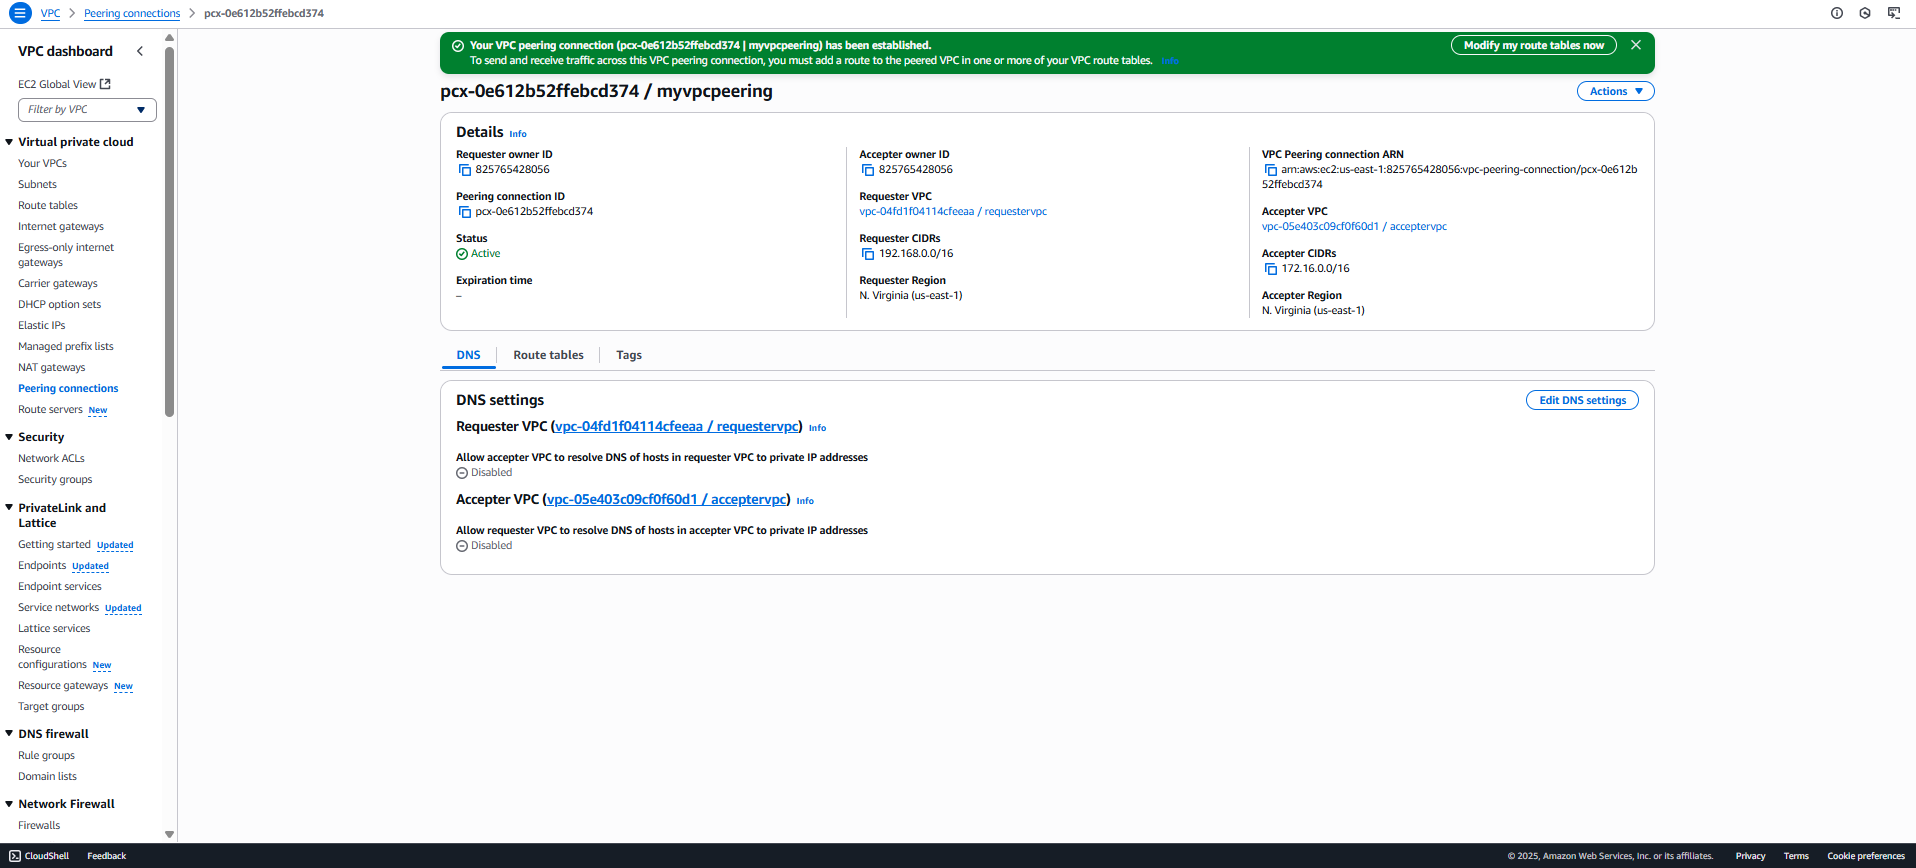 VPC > Peering connections > pcx-0e612b52ffebcd374
VPC dashboard
EC2 Global View
Filter by VPC
Virtual private cloud
Your VPCs
Subnets
Route tables
Internet gateways
Egress-only internet
gateways
Carrier gateways
DHCP option sets
Elastic IPs
Managed prefix lists
NAT gateways
Peering connections
Route servers New
Security
Network ACLs
Security groups
PrivateLink and
Lattice
Getting started Updated
Endpoints Updated
Endpoint services
Service networks Updated
Lattice services
Resource
configurations New
Resource gateways New
Target groups
DNS firewall
Rule groups
Domain lists
Network Firewall
Firewalls
Your VPC peering connection (pcx-0e612b52ffebcd374 | myvpcpeering) has been established.
To send and receive traffic across this VPC peering connection, you must add a route to the peered VPC in one or more of your VPC route tables. Info
Modify my route tables now
pcx-0e612b52ffebcd374 / myvpcpeering
Actions
Details Info
Requester owner ID
825765428056
Peering connection ID
pcx-0e612b52ffebcd374
Status
Active
Expiration time
–
Accepter owner ID
825765428056
Requester VPC
vpc-04fd1f04114cfeeaa / requestervpc
Requester CIDRs
192.168.0.0/16
Requester Region
N. Virginia (us-east-1)
VPC Peering connection ARN
arn:aws:ec2:us-east-1:825765428056:vpc-peering-connection/pcx-0e612b
52ffebcd374
Accepter VPC
vpc-05e403c09cf0f60d1 / acceptervpc
Accepter CIDRs
172.16.0.0/16
Accepter Region
N. Virginia (us-east-1)
DNS
Route tables
Tags
DNS settings
Edit DNS settings
Requester VPC (vpc-04fd1f04114cfeeaa / requestervpc) Info
Allow accepter VPC to resolve DNS of hosts in requester VPC to private IP addresses
Disabled
Accepter VPC (vpc-05e403c09cf0f60d1 / acceptervpc) Info
Allow requester VPC to resolve DNS of hosts in accepter VPC to private IP addresses
Disabled
CloudShell
Feedback
© 2025, Amazon Web Services, Inc. or its affiliates.
Privacy
Terms
Cookie preferences